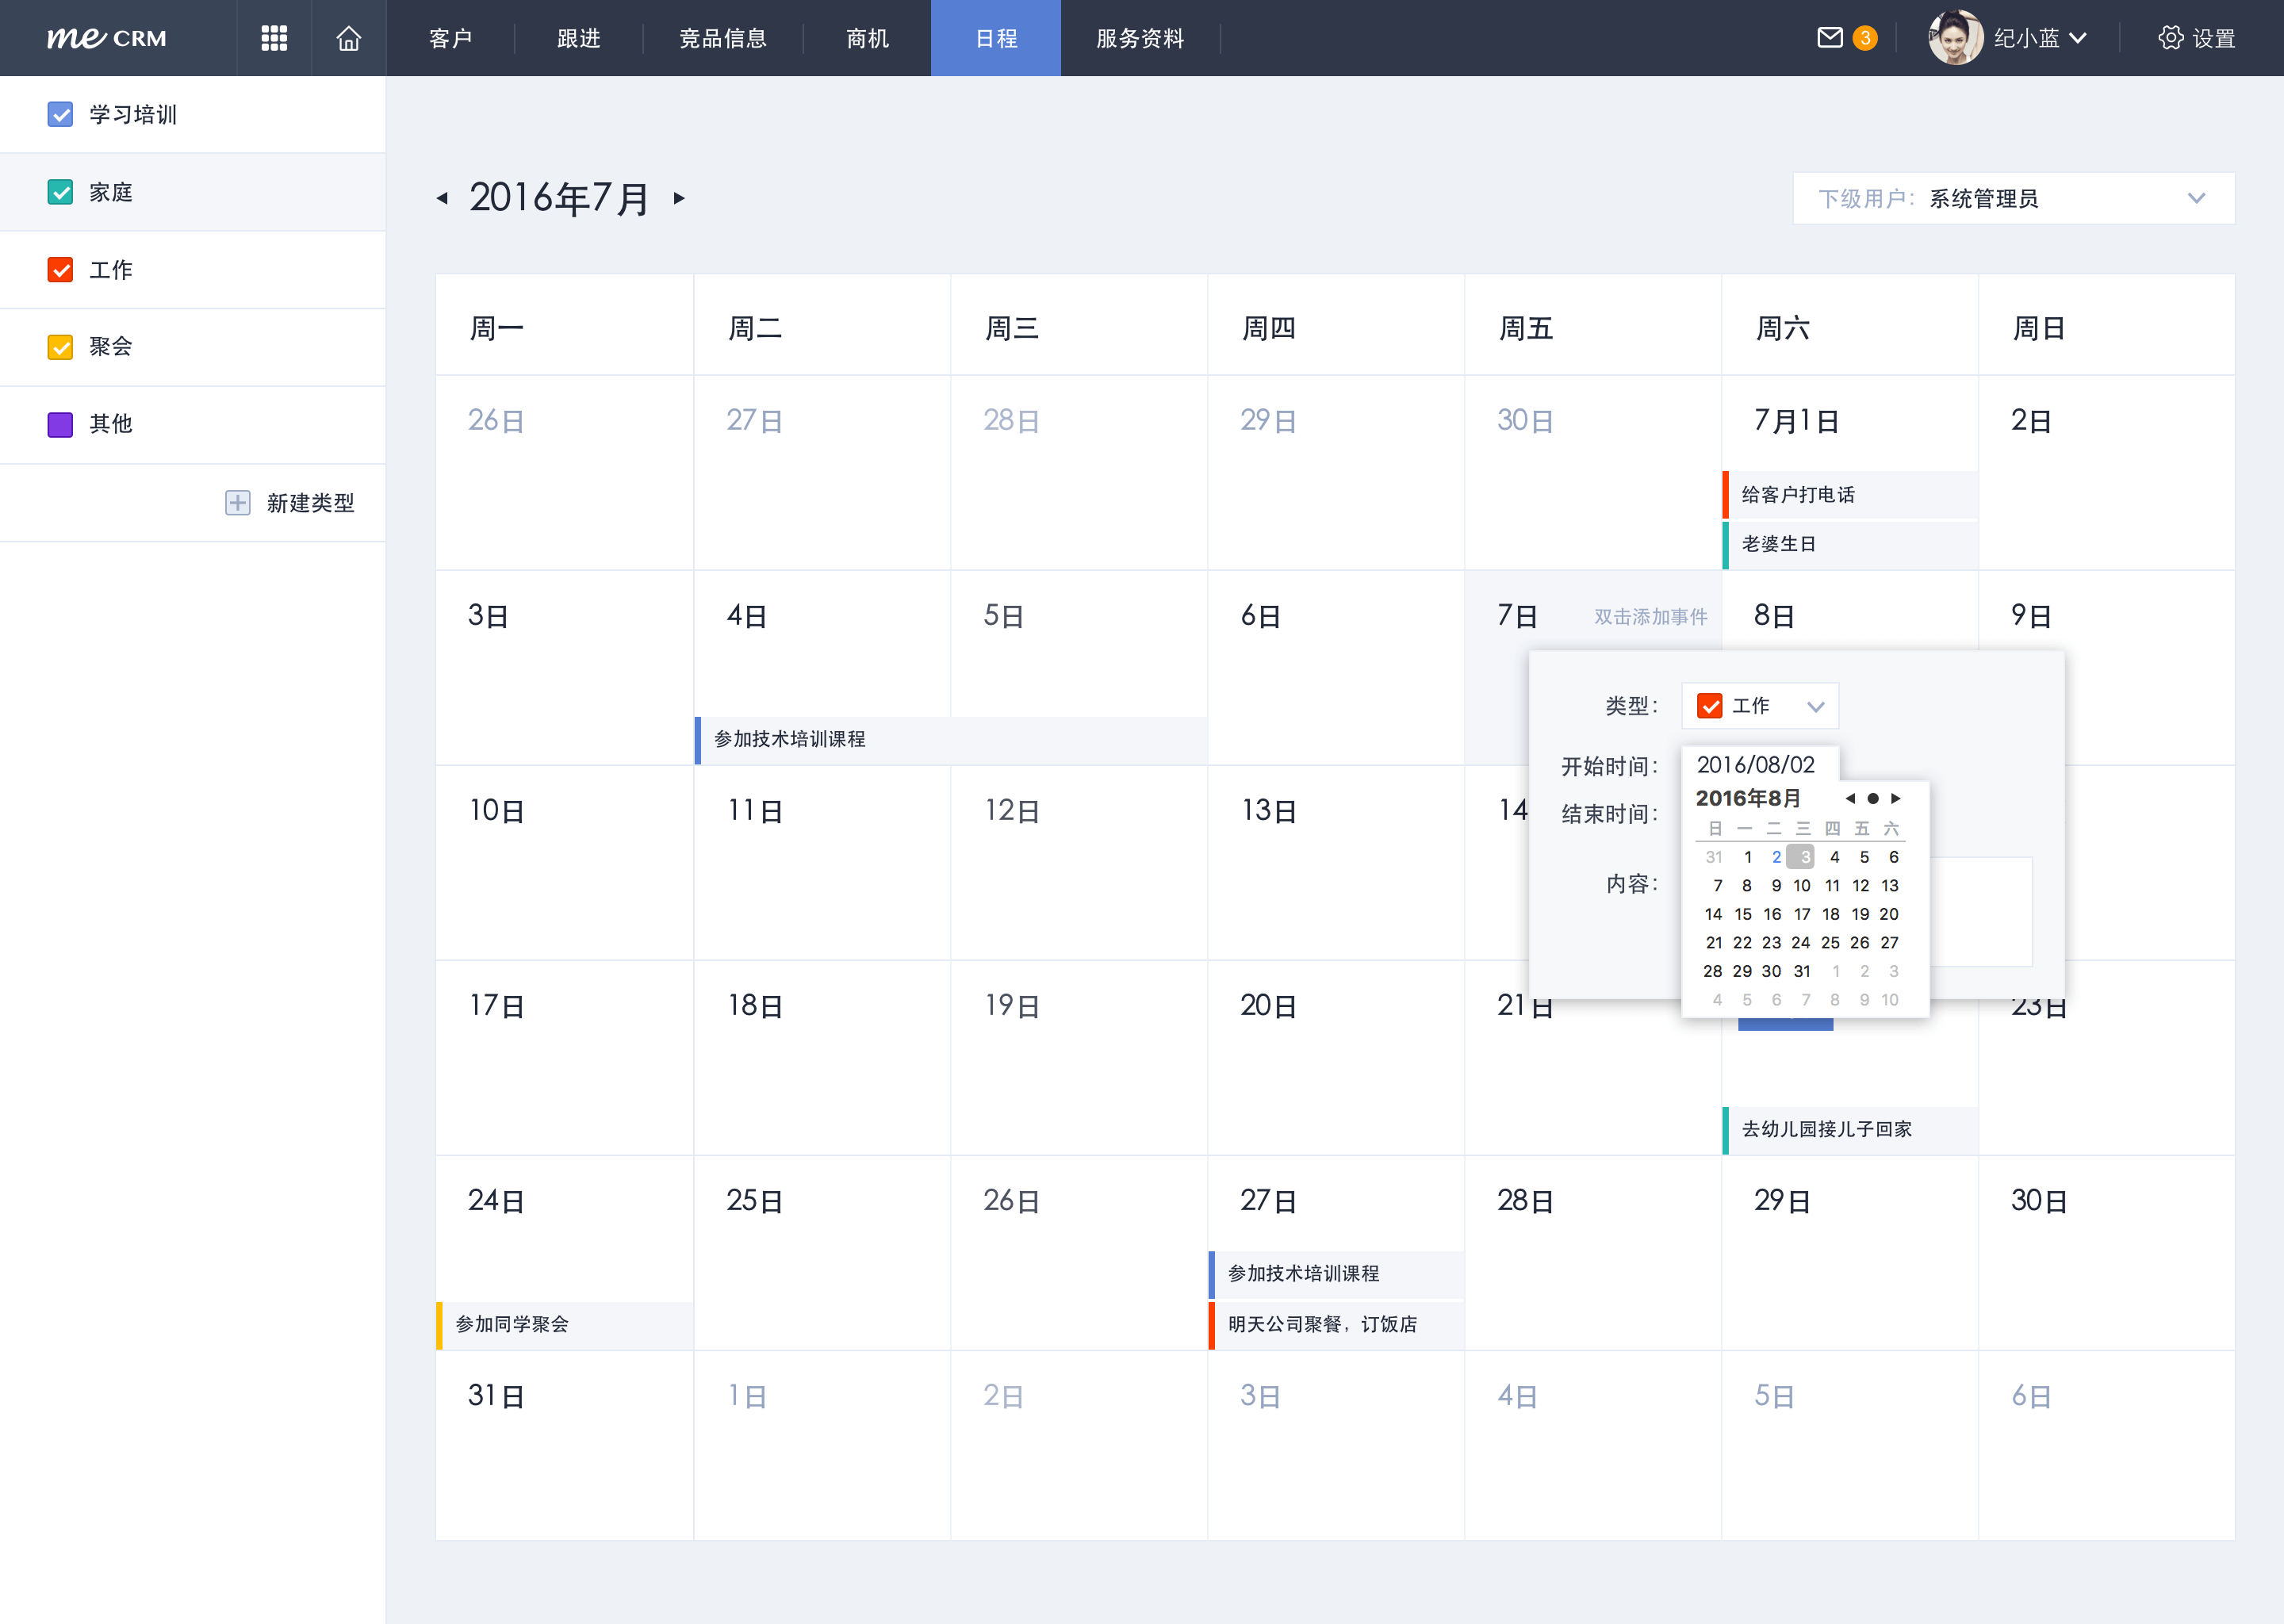 me CRM
客户
跟进
竞品信息
商机
日程
服务资料
3
纪小蓝
设置
学习培训
家庭
工作
聚会
其他
新建类型
2016年7月
下级用户： 系统管理员
周一 周二 周三 周四 周五 周六 周日
26日 27日 28日 29日 30日 7月1日 2日
给客户打电话
老婆生日
3日 4日 5日 6日 7日 双击添加事件 8日 9日
参加技术培训课程
类型： 工作
开始时间： 2016/08/02
结束时间：
内容：
2016年8月
日 一 二 三 四 五 六
31 1 2 3 4 5 6
7 8 9 10 11 12 13
14 15 16 17 18 19 20
21 22 23 24 25 26 27
28 29 30 31 1 2 3
4 5 6 7 8 9 10
10日 11日 12日 13日 14
17日 18日 19日 20日 21日 23日
去幼儿园接儿子回家
24日 25日 26日 27日 28日 29日 30日
参加技术培训课程
参加同学聚会
明天公司聚餐，订饭店
31日 1日 2日 3日 4日 5日 6日